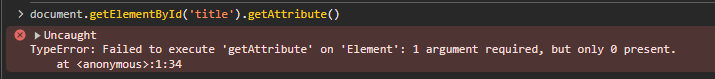 > document.getElementById('title').getAttribute()
Uncaught
TypeError: Failed to execute 'getAttribute' on 'Element': 1 argument required, but only 0 present.
at <anonymous>:1:34